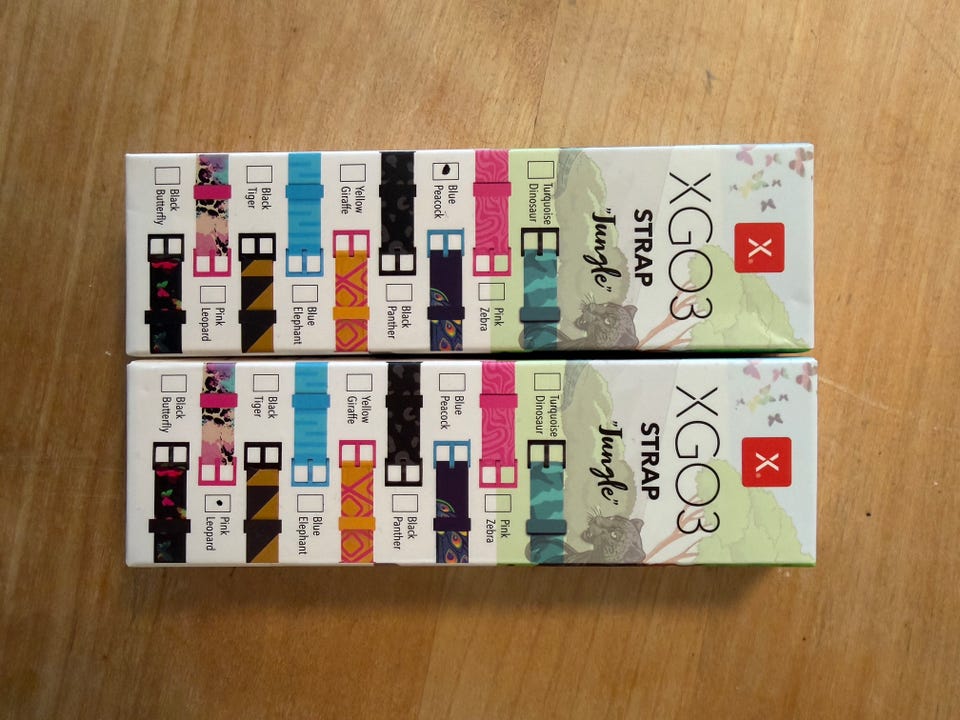 X
XGO3
STRAP
"Jungle"
Turquoise
Dinosaur
Pink
Zebra
Blue
Peacock
Black
Panther
Yellow
Giraffe
Blue
Elephant
Black
Tiger
Pink
Leopard
Black
Butterfly
X
XGO3
STRAP
"Jungle"
Turquoise
Dinosaur
Pink
Zebra
Blue
Peacock
Black
Panther
Yellow
Giraffe
Blue
Elephant
Black
Tiger
Pink
Leopard
Black
Butterfly